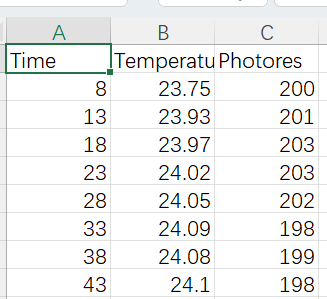 A B C
Time Temperatu Photores
8 23.75 200
13 23.93 201
18 23.97 203
23 24.02 203
28 24.05 202
33 24.09 198
38 24.08 199
43 24.1 198